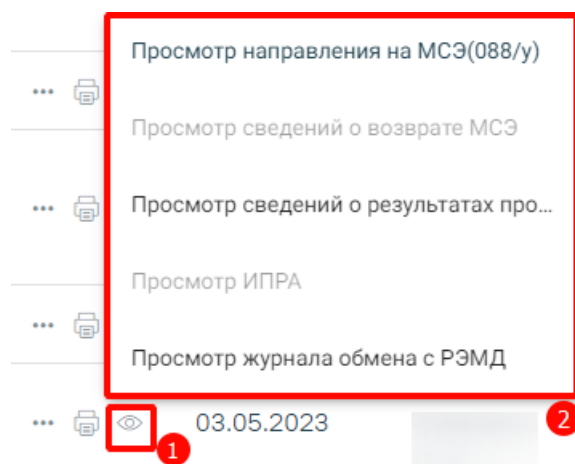 Просмотр направления на МСЭ(088/у)
Просмотр сведений о возврате МСЭ
Просмотр сведений о результатах про...
Просмотр ИПРА
Просмотр журнала обмена с РЭМД
03.05.2023
1
2